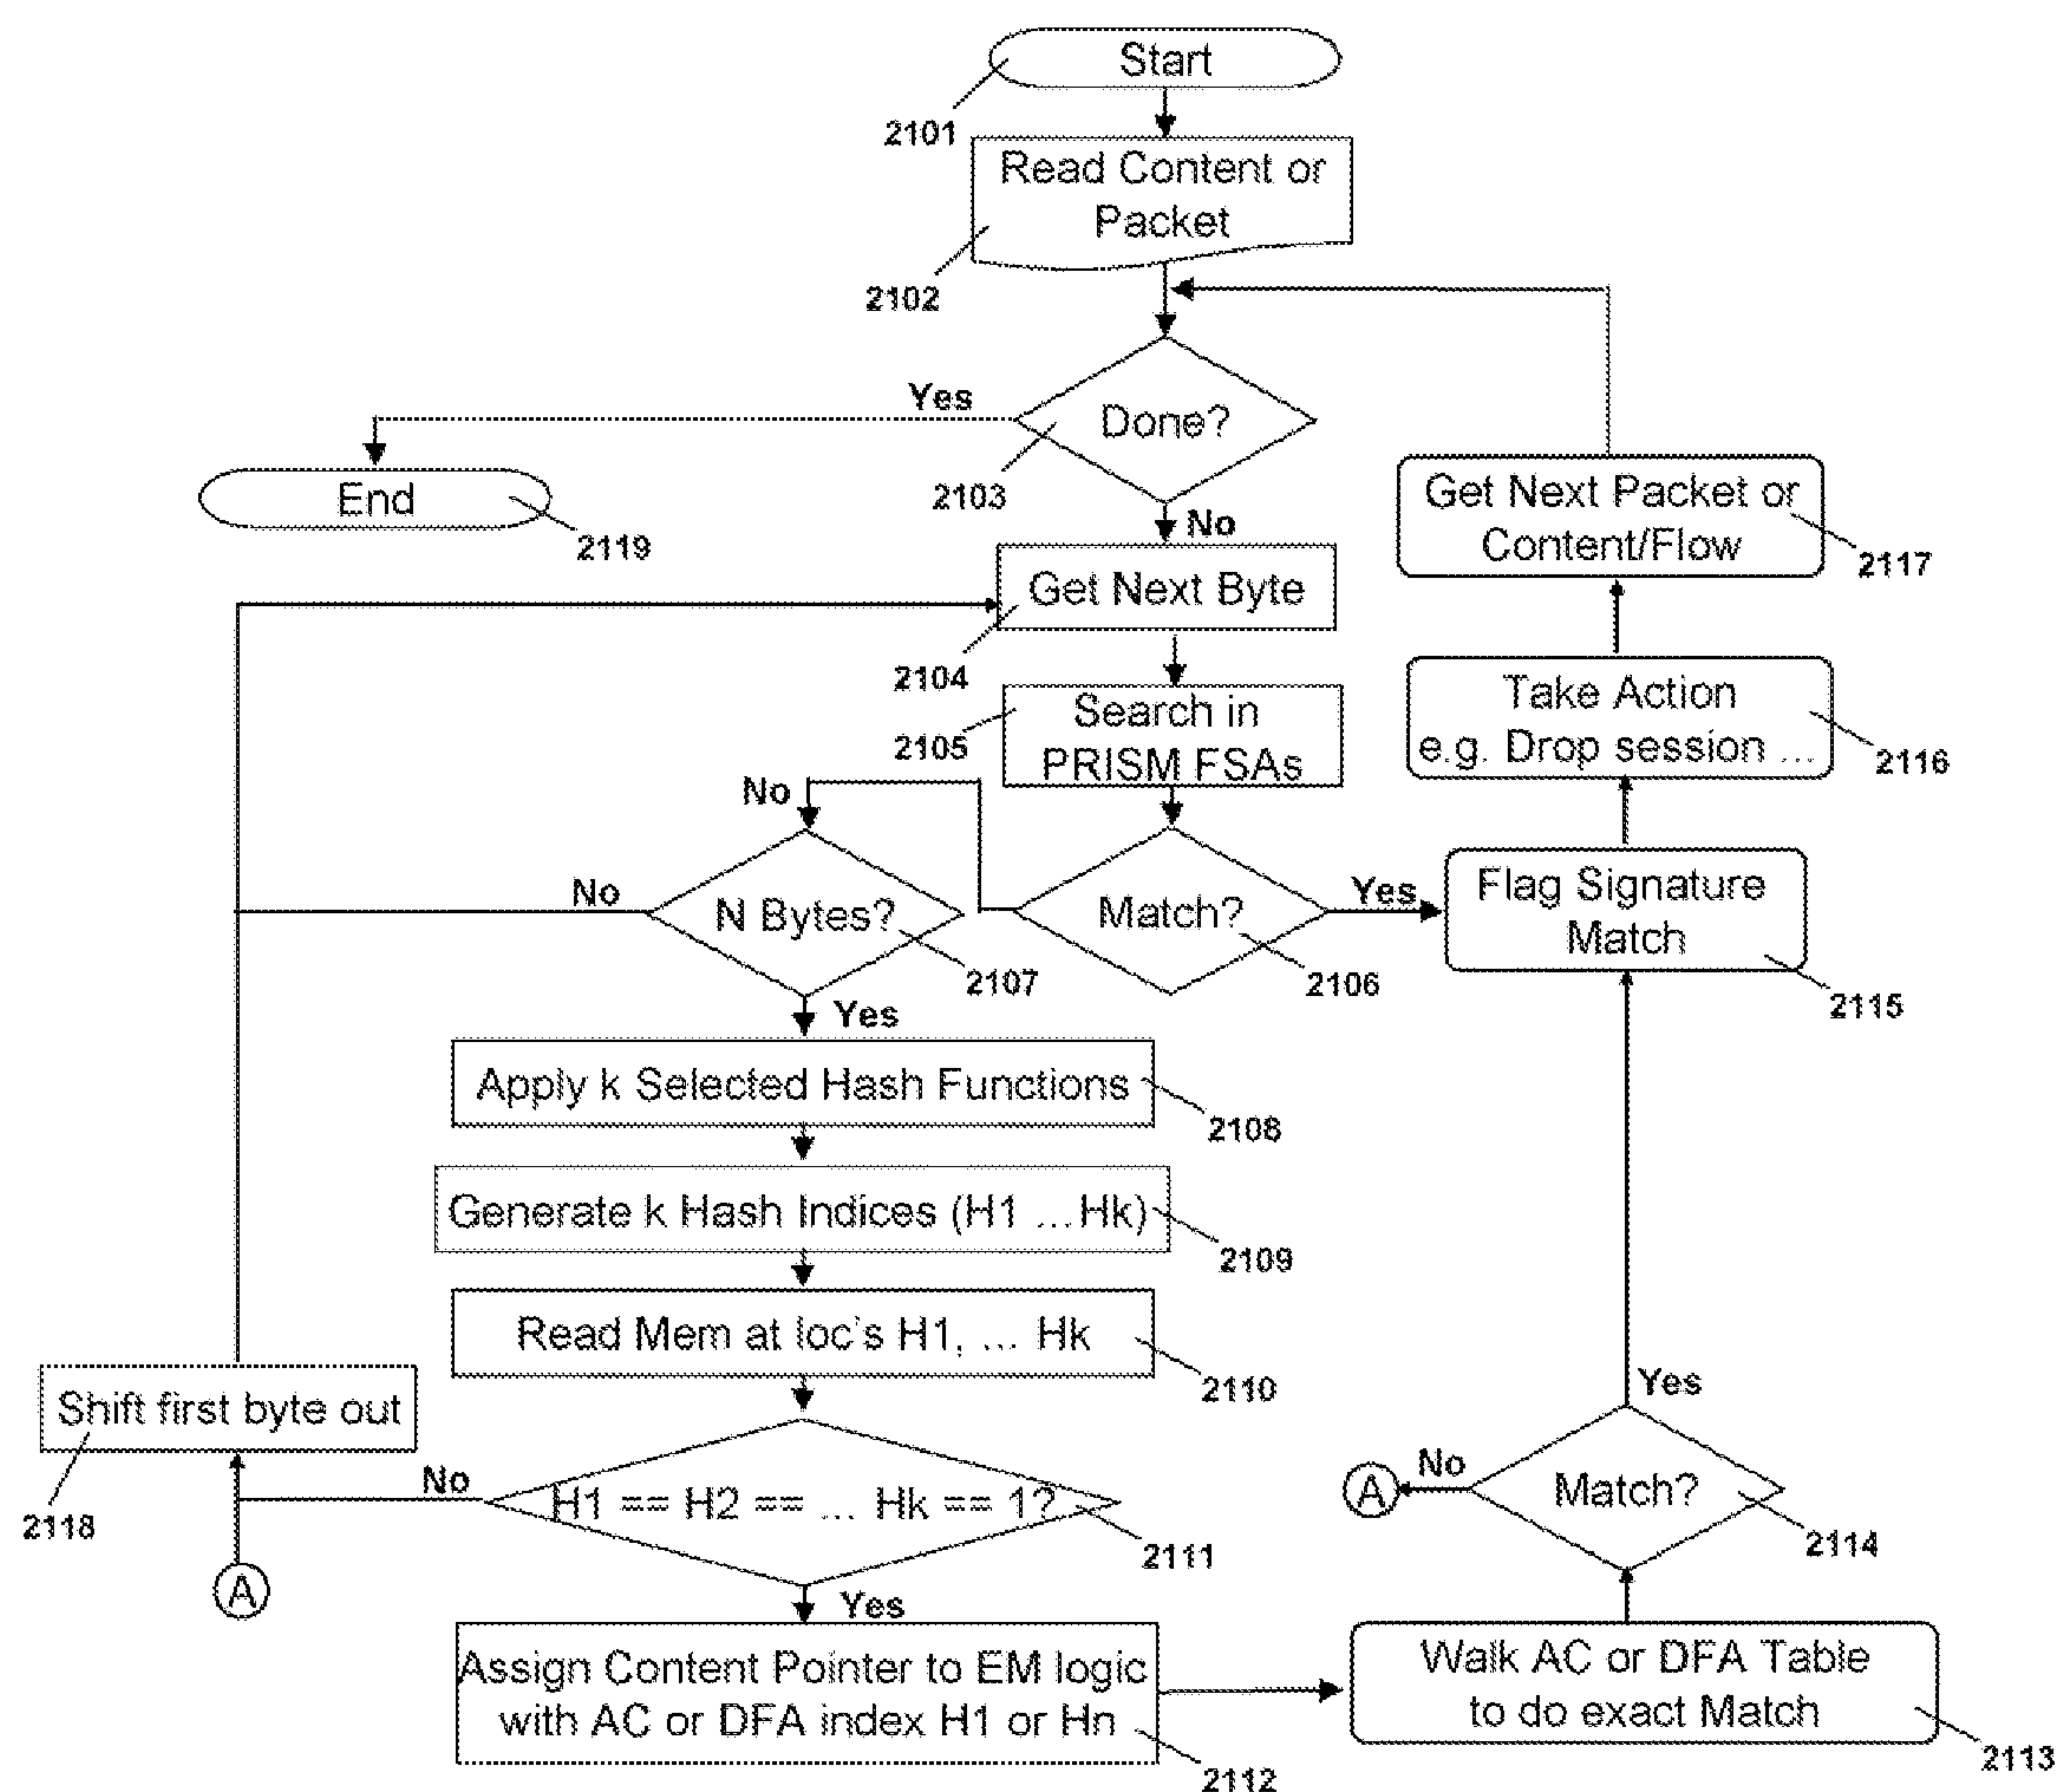 Start
2101
Read Content or
Packet
2102
Yes
Done?
2103
End
2119
No
Get Next Packet or
Content/Flow
2117
Get Next Byte
2104
Search in
PRISM FSAs
2105
Take Action
e.g. Drop session ...
2116
No
No
N Bytes?
2107
Match?
2106
Yes
Flag Signature
Match
2115
Yes
Apply k Selected Hash Functions
2108
Generate k Hash Indices (H1 ...Hk)
2109
Read Mem at loc's H1, ... Hk
2110
Shift first byte out
2118
No
H1 == H2 == ... Hk == 1?
2111
A
Yes
A
No
Match?
2114
Yes
Assign Content Pointer to EM logic
with AC or DFA index H1 or Hn
2112
Walk AC or DFA Table
to do exact Match
2113